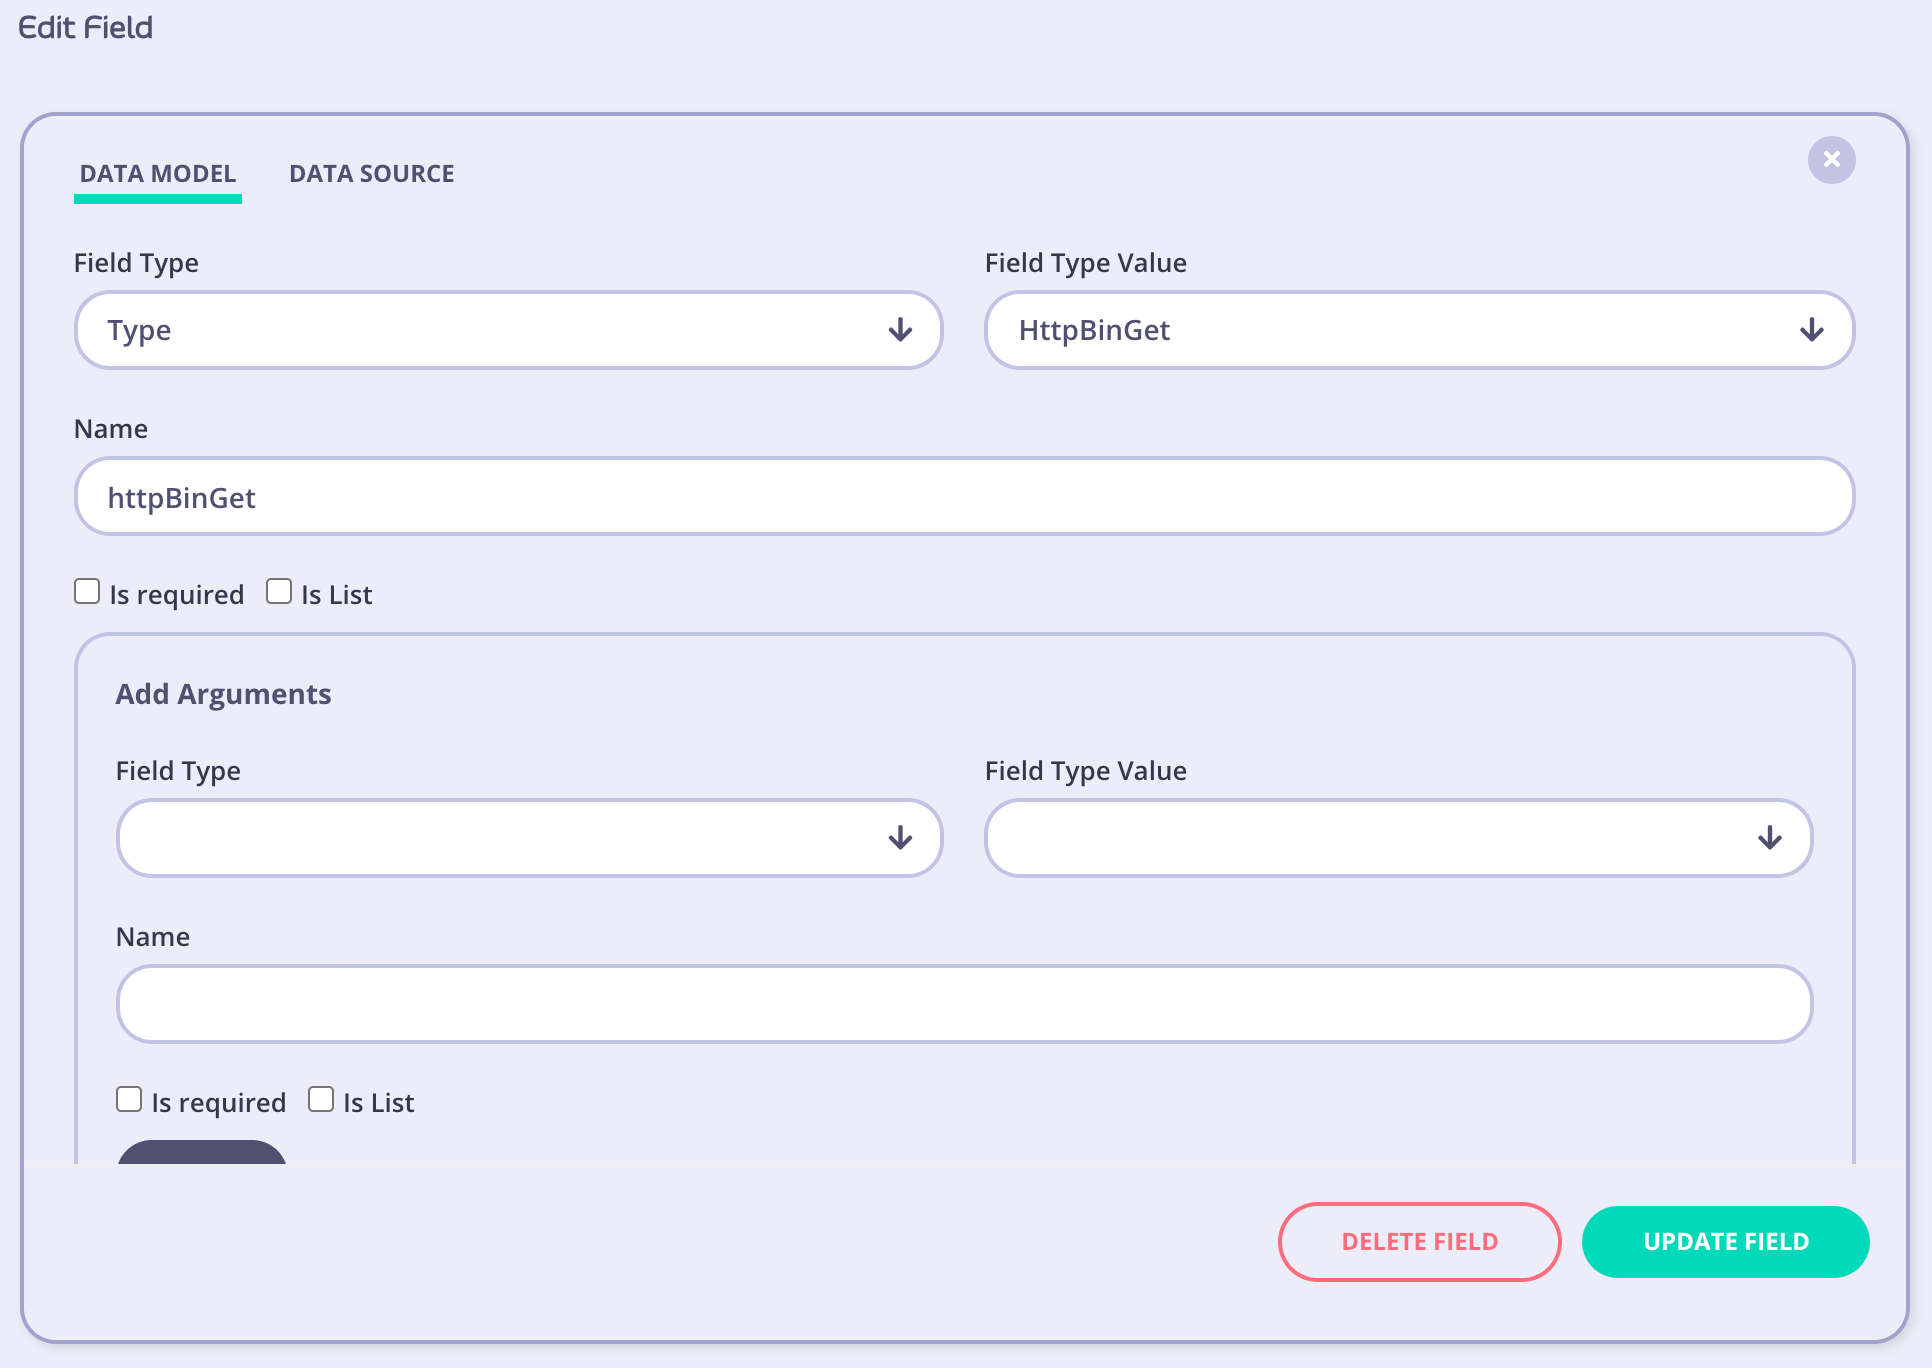 Edit Field
DATA MODEL DATA SOURCE
Field Type Field Type Value
Type HttpBinGet
Name
httpBinGet
Is required Is List
Add Arguments
Field Type Field Type Value
Name
Is required Is List
DELETE FIELD UPDATE FIELD